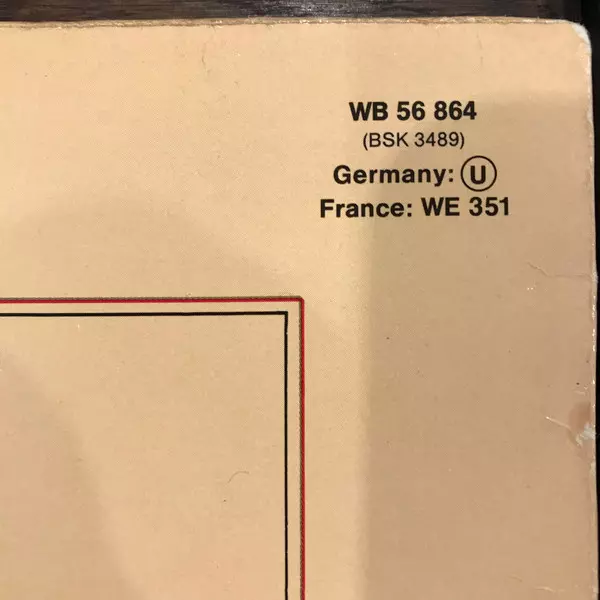 WB 56 864
(BSK 3489)
Germany: Ⓤ
France: WE 351